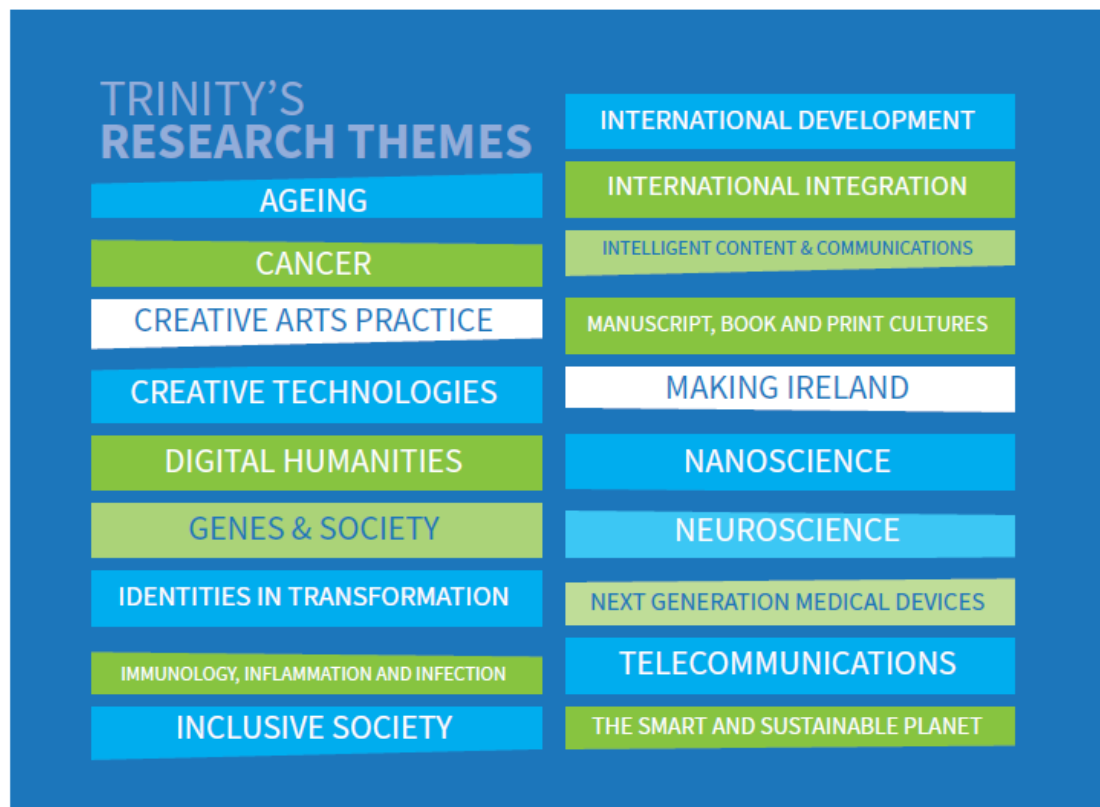 TRINITY'S
RESEARCH THEMES
AGEING
CANCER
CREATIVE ARTS PRACTICE
CREATIVE TECHNOLOGIES
DIGITAL HUMANITIES
GENES & SOCIETY
IDENTITIES IN TRANSFORMATION
IMMUNOLOGY, INFLAMMATION AND INFECTION
INCLUSIVE SOCIETY
INTERNATIONAL DEVELOPMENT
INTERNATIONAL INTEGRATION
INTELLIGENT CONTENT & COMMUNICATIONS
MANUSCRIPT, BOOK AND PRINT CULTURES
MAKING IRELAND
NANOSCIENCE
NEUROSCIENCE
NEXT GENERATION MEDICAL DEVICES
TELECOMMUNICATIONS
THE SMART AND SUSTAINABLE PLANET